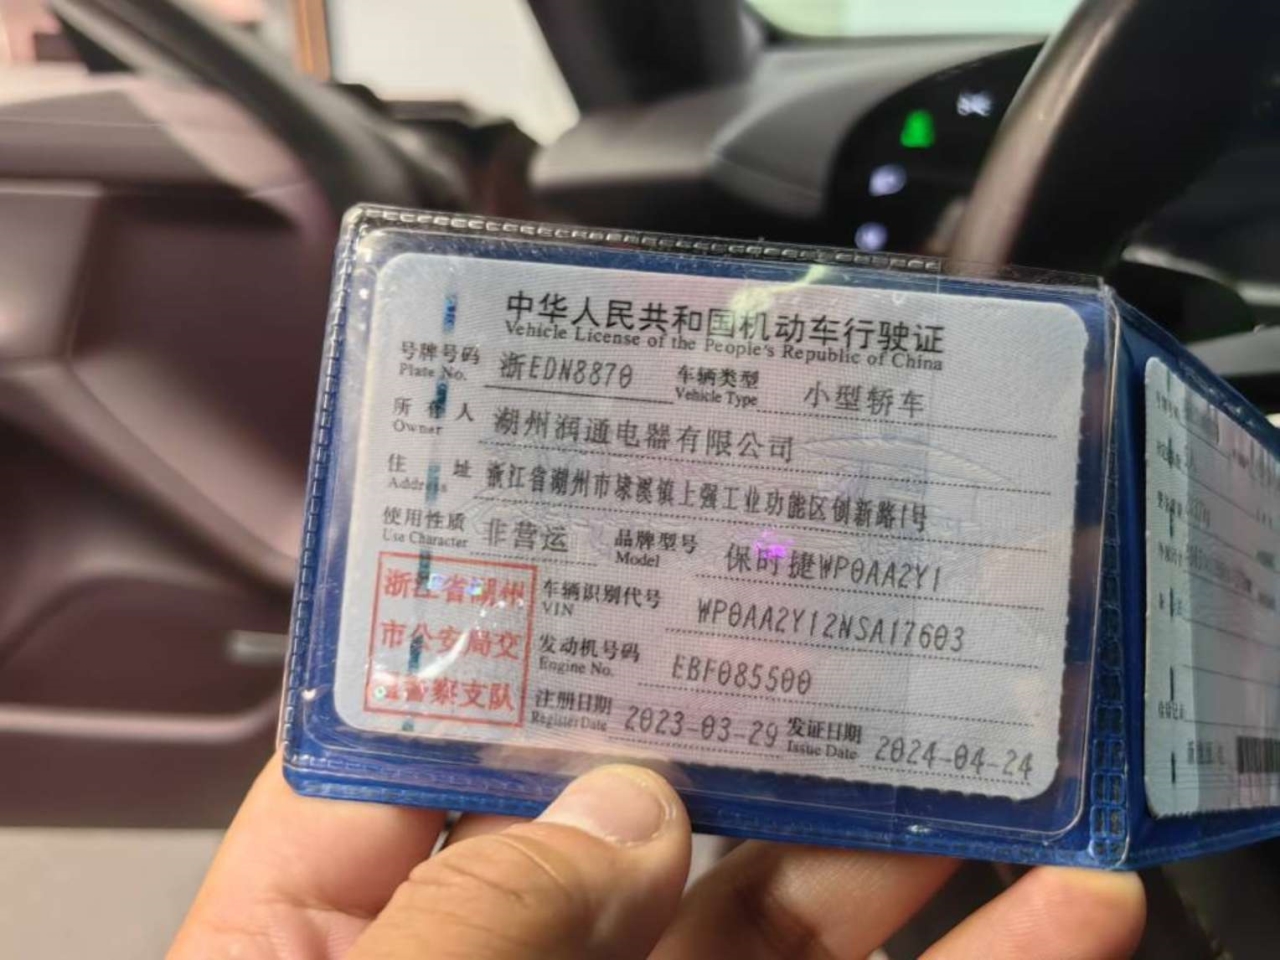 中华人民共和国机动车行驶证
Vehicle License of the People's Republic of China
号牌号码 浙EDN8870 车辆类型 小型轿车
Plate No. Vehicle Type
所有人 湖州润通电器有限公司
Owner
住址 浙江省湖州市埭溪镇上强工业功能区创新路1号
Address
使用性质 非营运 品牌型号 保时捷WP0AA2Y1
Use Character Model
浙江省湖州
市公安局交
警察支队
车辆识别代号 WP0AA2Y12NSA17603
VIN
发动机号码 EBF085500
Engine No.
注册日期 2023-03-29 发证日期 2024-04-24
Register Date Issue Date